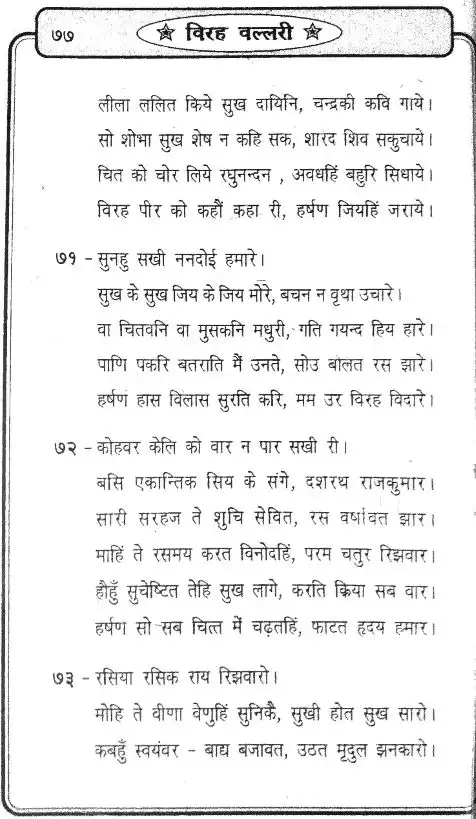 ७७
☆ विरह वल्लरी ☆
लीला ललित किये सुख दायिनि, चन्द्रकी कवि गाये।
सो शोभा सुख शेष न कहि सक, शारद शिव सकुचाये।
चित को चोर लिये रघुनन्दन , अवधहिं बहुरि सिधाये।
विरह पीर को कहौं कहा री, हर्षण जियहिं जराये।
७१ - सुनहु सखी ननदोई हमारे।
सुख के सुख जिय के जिय मोरे, बचन न वृथा उचारे।
वा चितवनि वा मुसकनि मधुरी, गति गयन्द हिय हारे।
पाणि पकरि बतराति मैं उनते, सोउ बोलत रस झारे।
हर्षण हास विलास सुरति करि, मम उर विरह विदारे।
७२ - कोहवर केलि को वार न पार सखी री।
बसि एकान्तिक सिय के संगे, दशरथ राजकुमार।
सारी सरहज ते शुचि सेवित, रस वर्षावत झार।
माहिं ते रसमय करत विनोदहिं, परम चतुर रिझवार।
हौहुँ सुचेष्टित तेहि सुख लागे, करति क्रिया सब वार।
हर्षण सो सब चित्त में चढ़तहिं, फाटत हृदय हमार।
७३ - रसिया रसिक राय रिझवारो।
मोहि ते वीणा वेणुहिं सुनिकै, सुखी होत सुख सारो।
कबहुँ स्वयंवर - बाद्य बजावत, उठत मृदुल झनकारो।